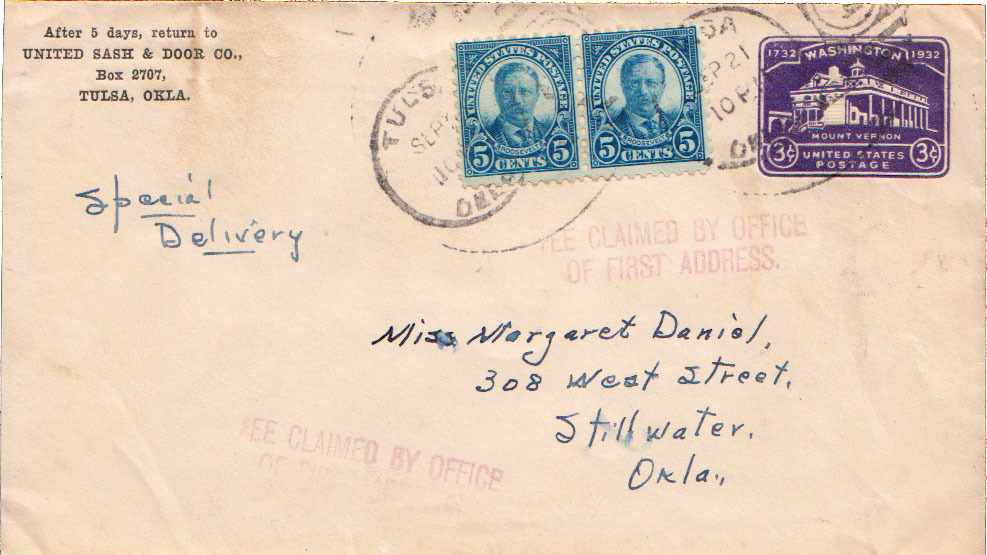 After 5 days, return to
UNITED SASH & DOOR CO.,
Box 2707,
TULSA, OKLA.
UNITED STATES POSTAGE
ROOSEVELT
5 CENTS 5
UNITED STATES POSTAGE
ROOSEVELT
5 CENTS 5
SEP 21
10 P
1732 WASHINGTON 1932
MOUNT VERNON
3¢ UNITED STATES 3¢
POSTAGE
Special
Delivery
FEE CLAIMED BY OFFICE
OF FIRST ADDRESS.
Miss Margaret Daniel,
308 West Street,
Stillwater,
Okla.,
FEE CLAIMED BY OFFICE